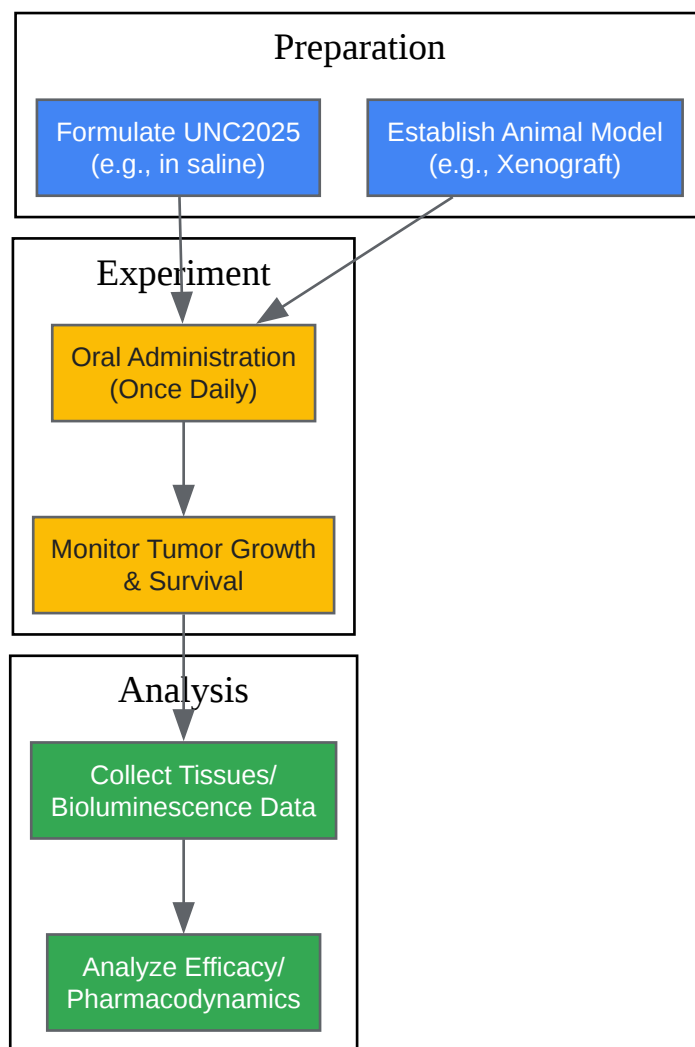 Preparation
Formulate UNC2025
(e.g., in saline)
Establish Animal Model
(e.g., Xenograft)
Experiment
Oral Administration
(Once Daily)
Monitor Tumor Growth
& Survival
Analysis
Collect Tissues/
Bioluminescence Data
Analyze Efficacy/
Pharmacodynamics